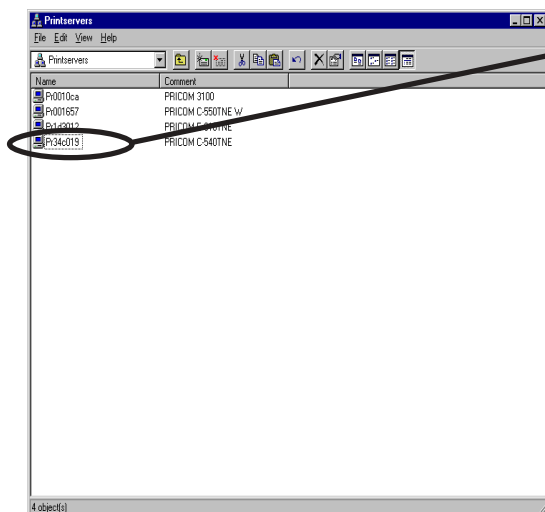 Printservers
File Edit View Help
Printservers
Name Comment
Pr0010ca PRICOM 3100
Pr001657 PRICOM C-550TNE W
Pr1d3012 PRICOM
Pr34c019 PRICOM C-540TNE
4 object(s)